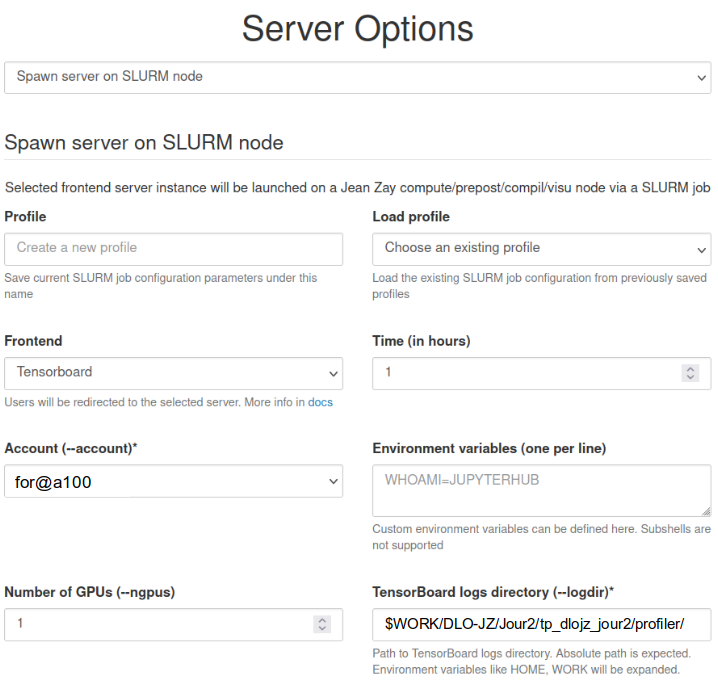 Server Options
Spawn server on SLURM node
Spawn server on SLURM node
Selected frontend server instance will be launched on a Jean Zay compute/prepost/compil/visu node via a SLURM job
Profile
Create a new profile
Save current SLURM job configuration parameters under this
name
Load profile
Choose an existing profile
Load the existing SLURM job configuration from previously saved
profiles
Frontend
Tensorboard
Users will be redirected to the selected server. More info in docs
Time (in hours)
1
Account (--account)*
for@a100
Environment variables (one per line)
WHOAMI=JUPYTERHUB
Custom environment variables can be defined here. Subshells are
not supported
Number of GPUs (--ngpus)
1
TensorBoard logs directory (--logdir)*
$WORK/DLO-JZ/Jour2/tp_dlojz_jour2/profiler/
Path to TensorBoard logs directory. Absolute path is expected.
Environment variables like HOME, WORK will be expanded.